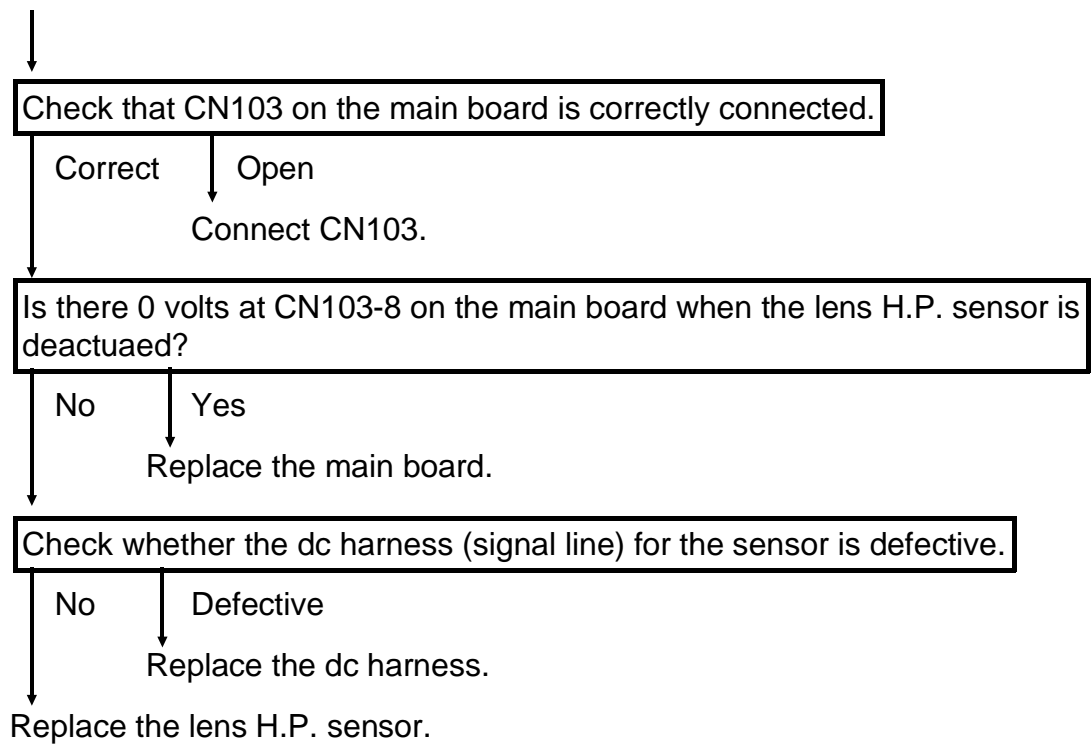 Check that CN103 on the main board is correctly connected.
Correct Open
Connect CN103.
Is there 0 volts at CN103-8 on the main board when the lens H.P. sensor is
deactuaed?
No Yes
Replace the main board.
Check whether the dc harness (signal line) for the sensor is defective.
No Defective
Replace the dc harness.
Replace the lens H.P. sensor.